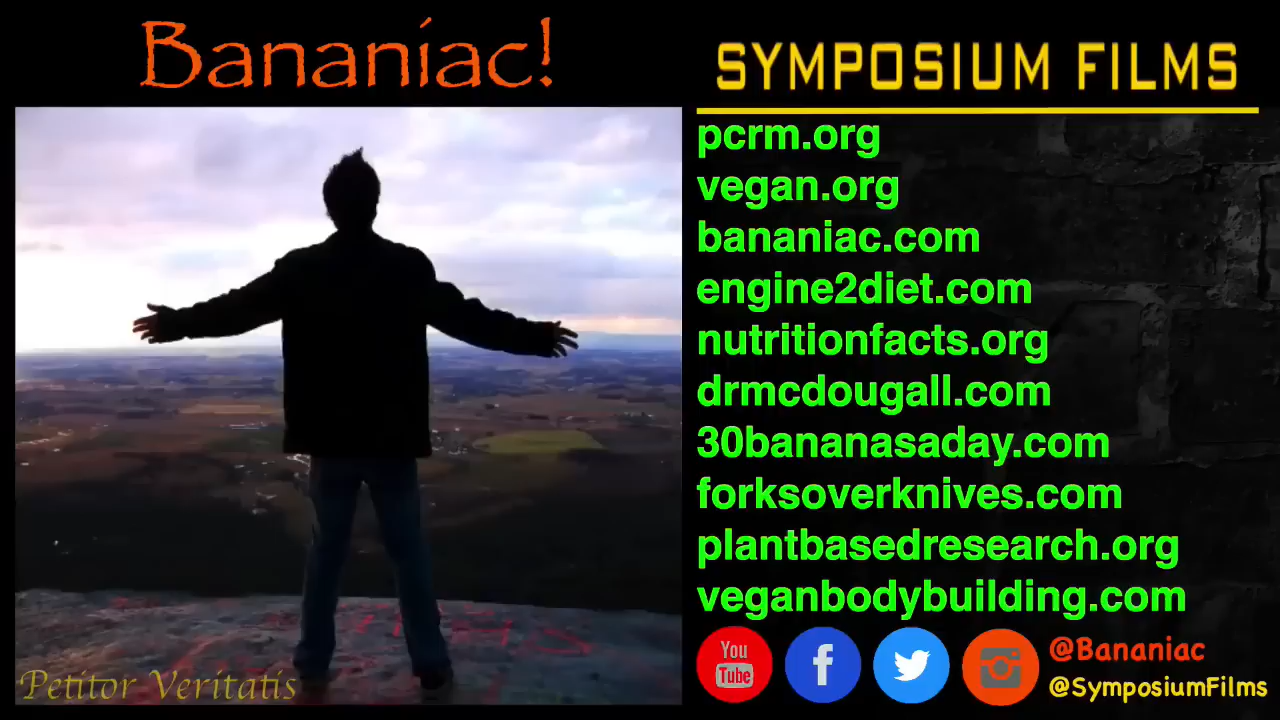 Bananiac!
SYMPOSIUM FILMS
pcrm.org
vegan.org
bananiac.com
engine2diet.com
nutritionfacts.org
drmcdougall.com
30bananasaday.com
forksoverknives.com
plantbasedresearch.org
veganbodybuilding.com
You
Tube
f
@Bananiac
@SymposiumFilms
Petitor Veritatis